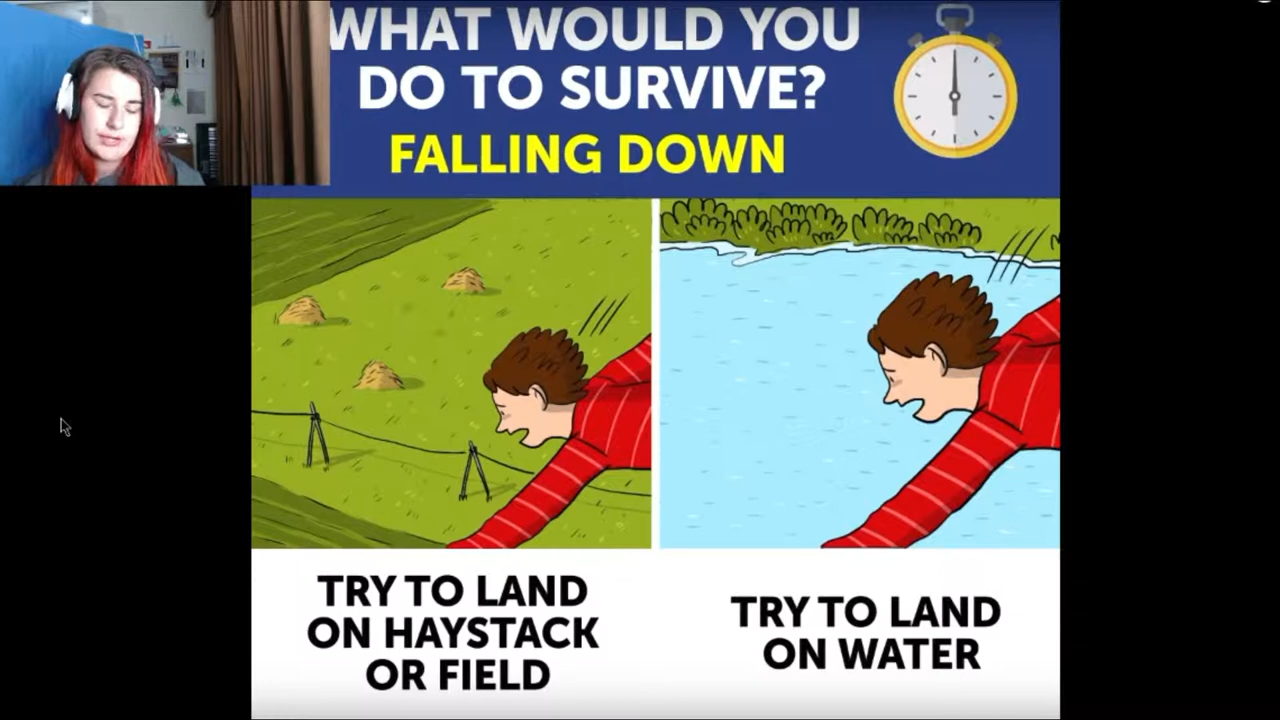 WHAT WOULD YOU
DO TO SURVIVE?
FALLING DOWN
TRY TO LAND
ON HAYSTACK
OR FIELD
TRY TO LAND
ON WATER